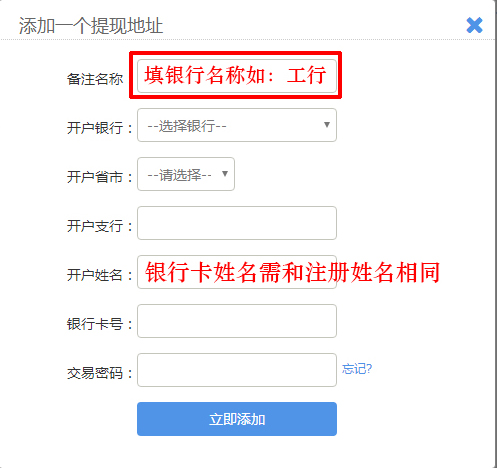 添加一个提现地址
备注名称 填银行名称如：工行
开户银行： --选择银行--
开户省市： --请选择--
开户支行：
开户姓名： 银行卡姓名需和注册姓名相同
银行卡号：
交易密码： 忘记?
立即添加